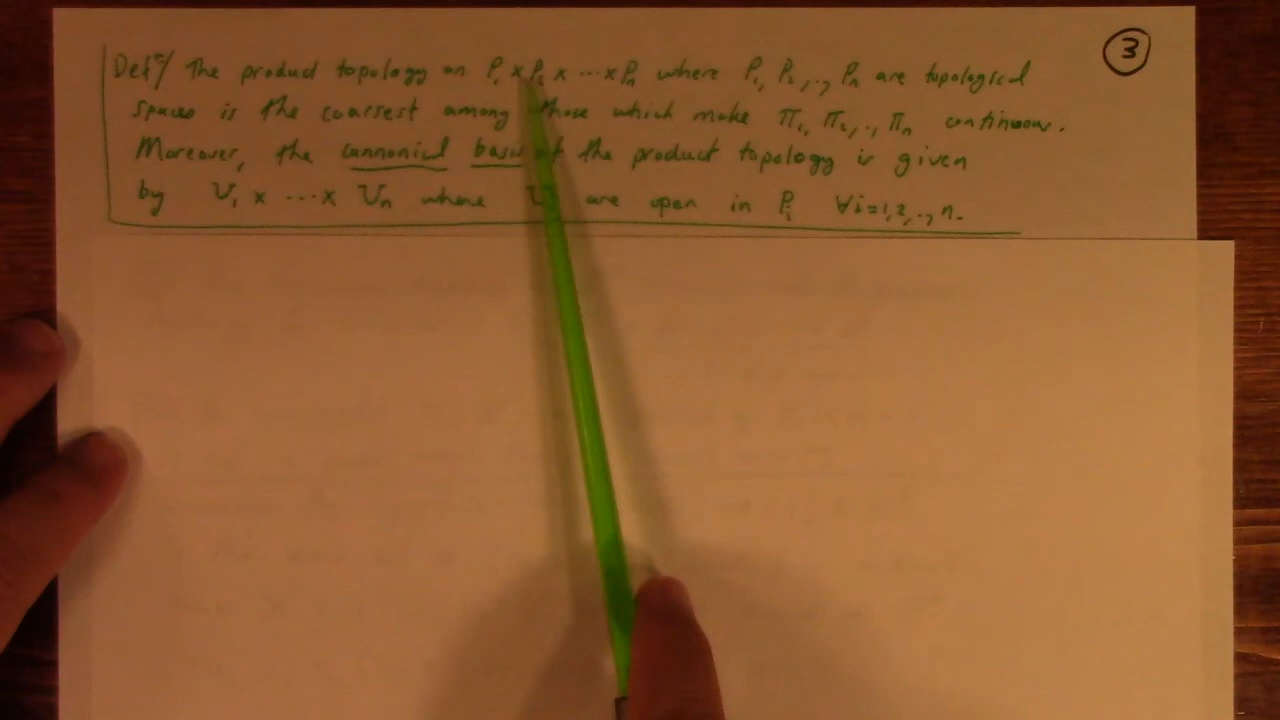 Defⁿ/ The product topology on P₁ x P₂ x ... x Pₙ where P₁, P₂, .., Pₙ are topological
spaces is the coarsest among those which make π₁, π₂, .., πₙ continuous.
Moreover, the cannonical basis of the product topology is given
by U₁ x ... x Uₙ where U are open in Pᵢ ∀i=1,2,..,n.
3